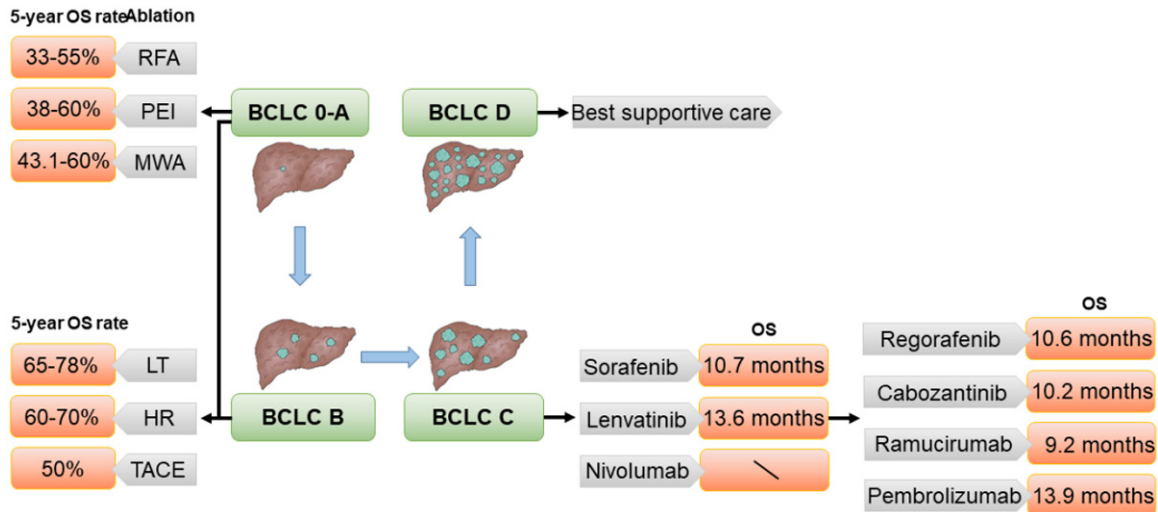 5-year OS rate Ablation
33-55% RFA
38-60% PEI
43.1-60% MWA
BCLC 0-A
BCLC D
Best supportive care
5-year OS rate
65-78% LT
60-70% HR
50% TACE
BCLC B
BCLC C
OS
Sorafenib 10.7 months
Lenvatinib 13.6 months
Nivolumab \
OS
Regorafenib 10.6 months
Cabozantinib 10.2 months
Ramucirumab 9.2 months
Pembrolizumab 13.9 months